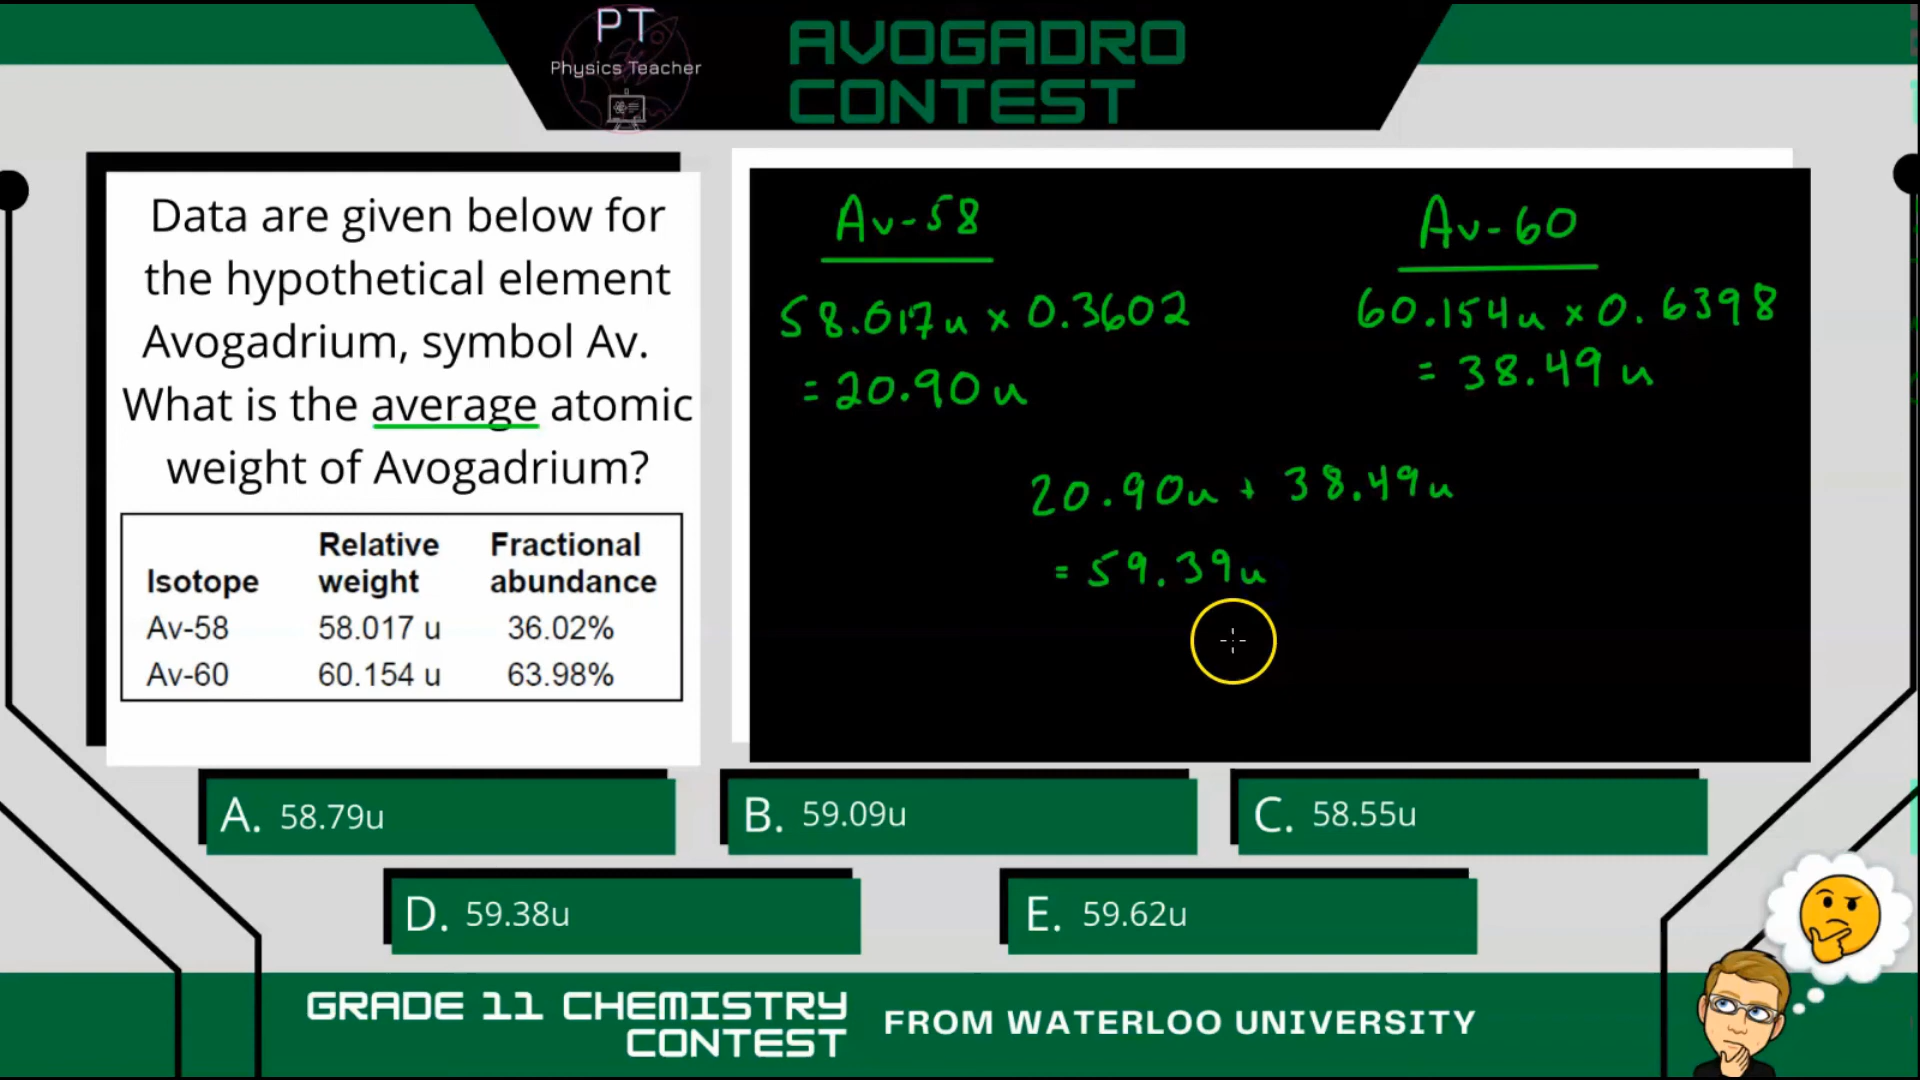 PT
Physics Teacher
AVOGADRO
CONTEST
Data are given below for
the hypothetical element
Avogadrium, symbol Av.
What is the average atomic
weight of Avogadrium?
Isotope Relative weight Fractional abundance
Av-58 58.017 u 36.02%
Av-60 60.154 u 63.98%
Av-58
58.017u x 0.3602
= 20.90u
Av-60
60.154u x 0.6398
= 38.49u
20.90u + 38.49u
= 59.39u
A. 58.79u
B. 59.09u
C. 58.55u
D. 59.38u
E. 59.62u
GRADE 11 CHEMISTRY
CONTEST
FROM WATERLOO UNIVERSITY